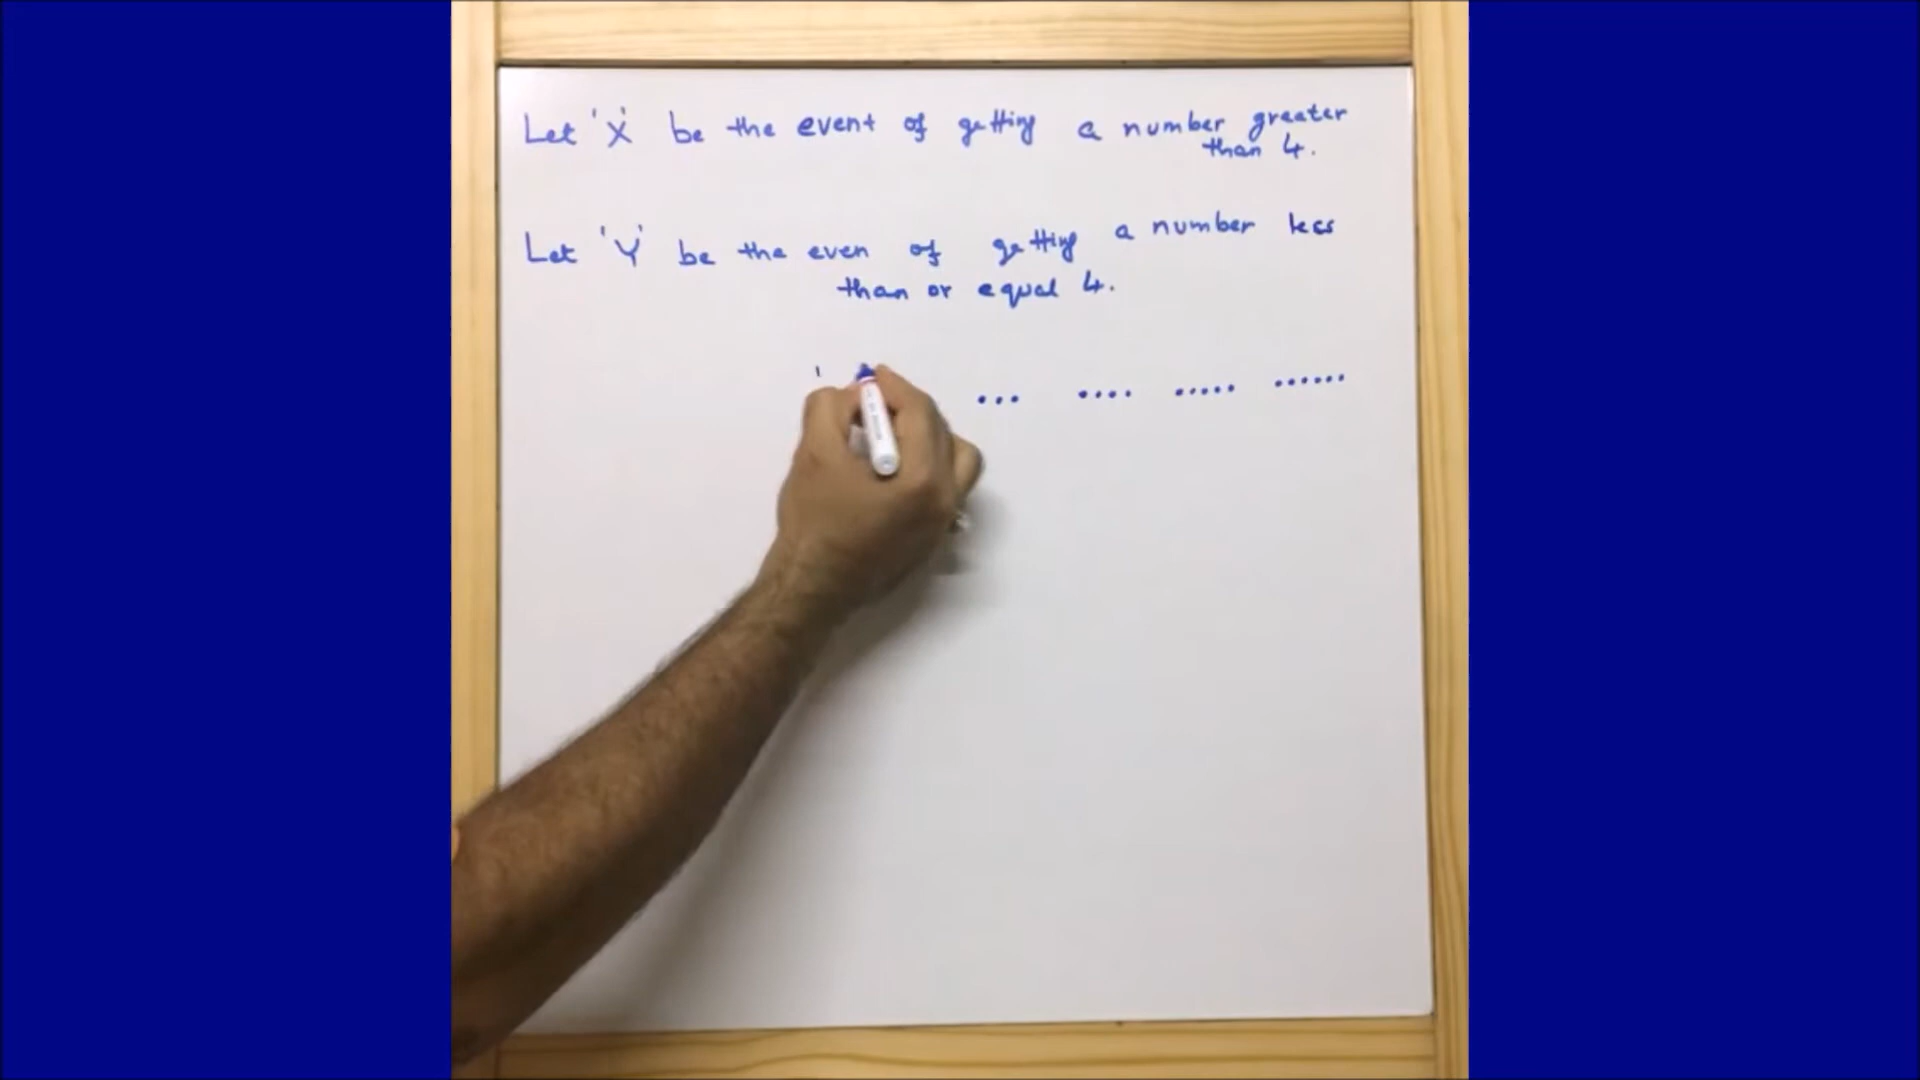 Let 'X' be the event of getting a number greater
than 4.
Let 'Y' be the even of getting a number less
than or equal 4.
... .... ..... ......